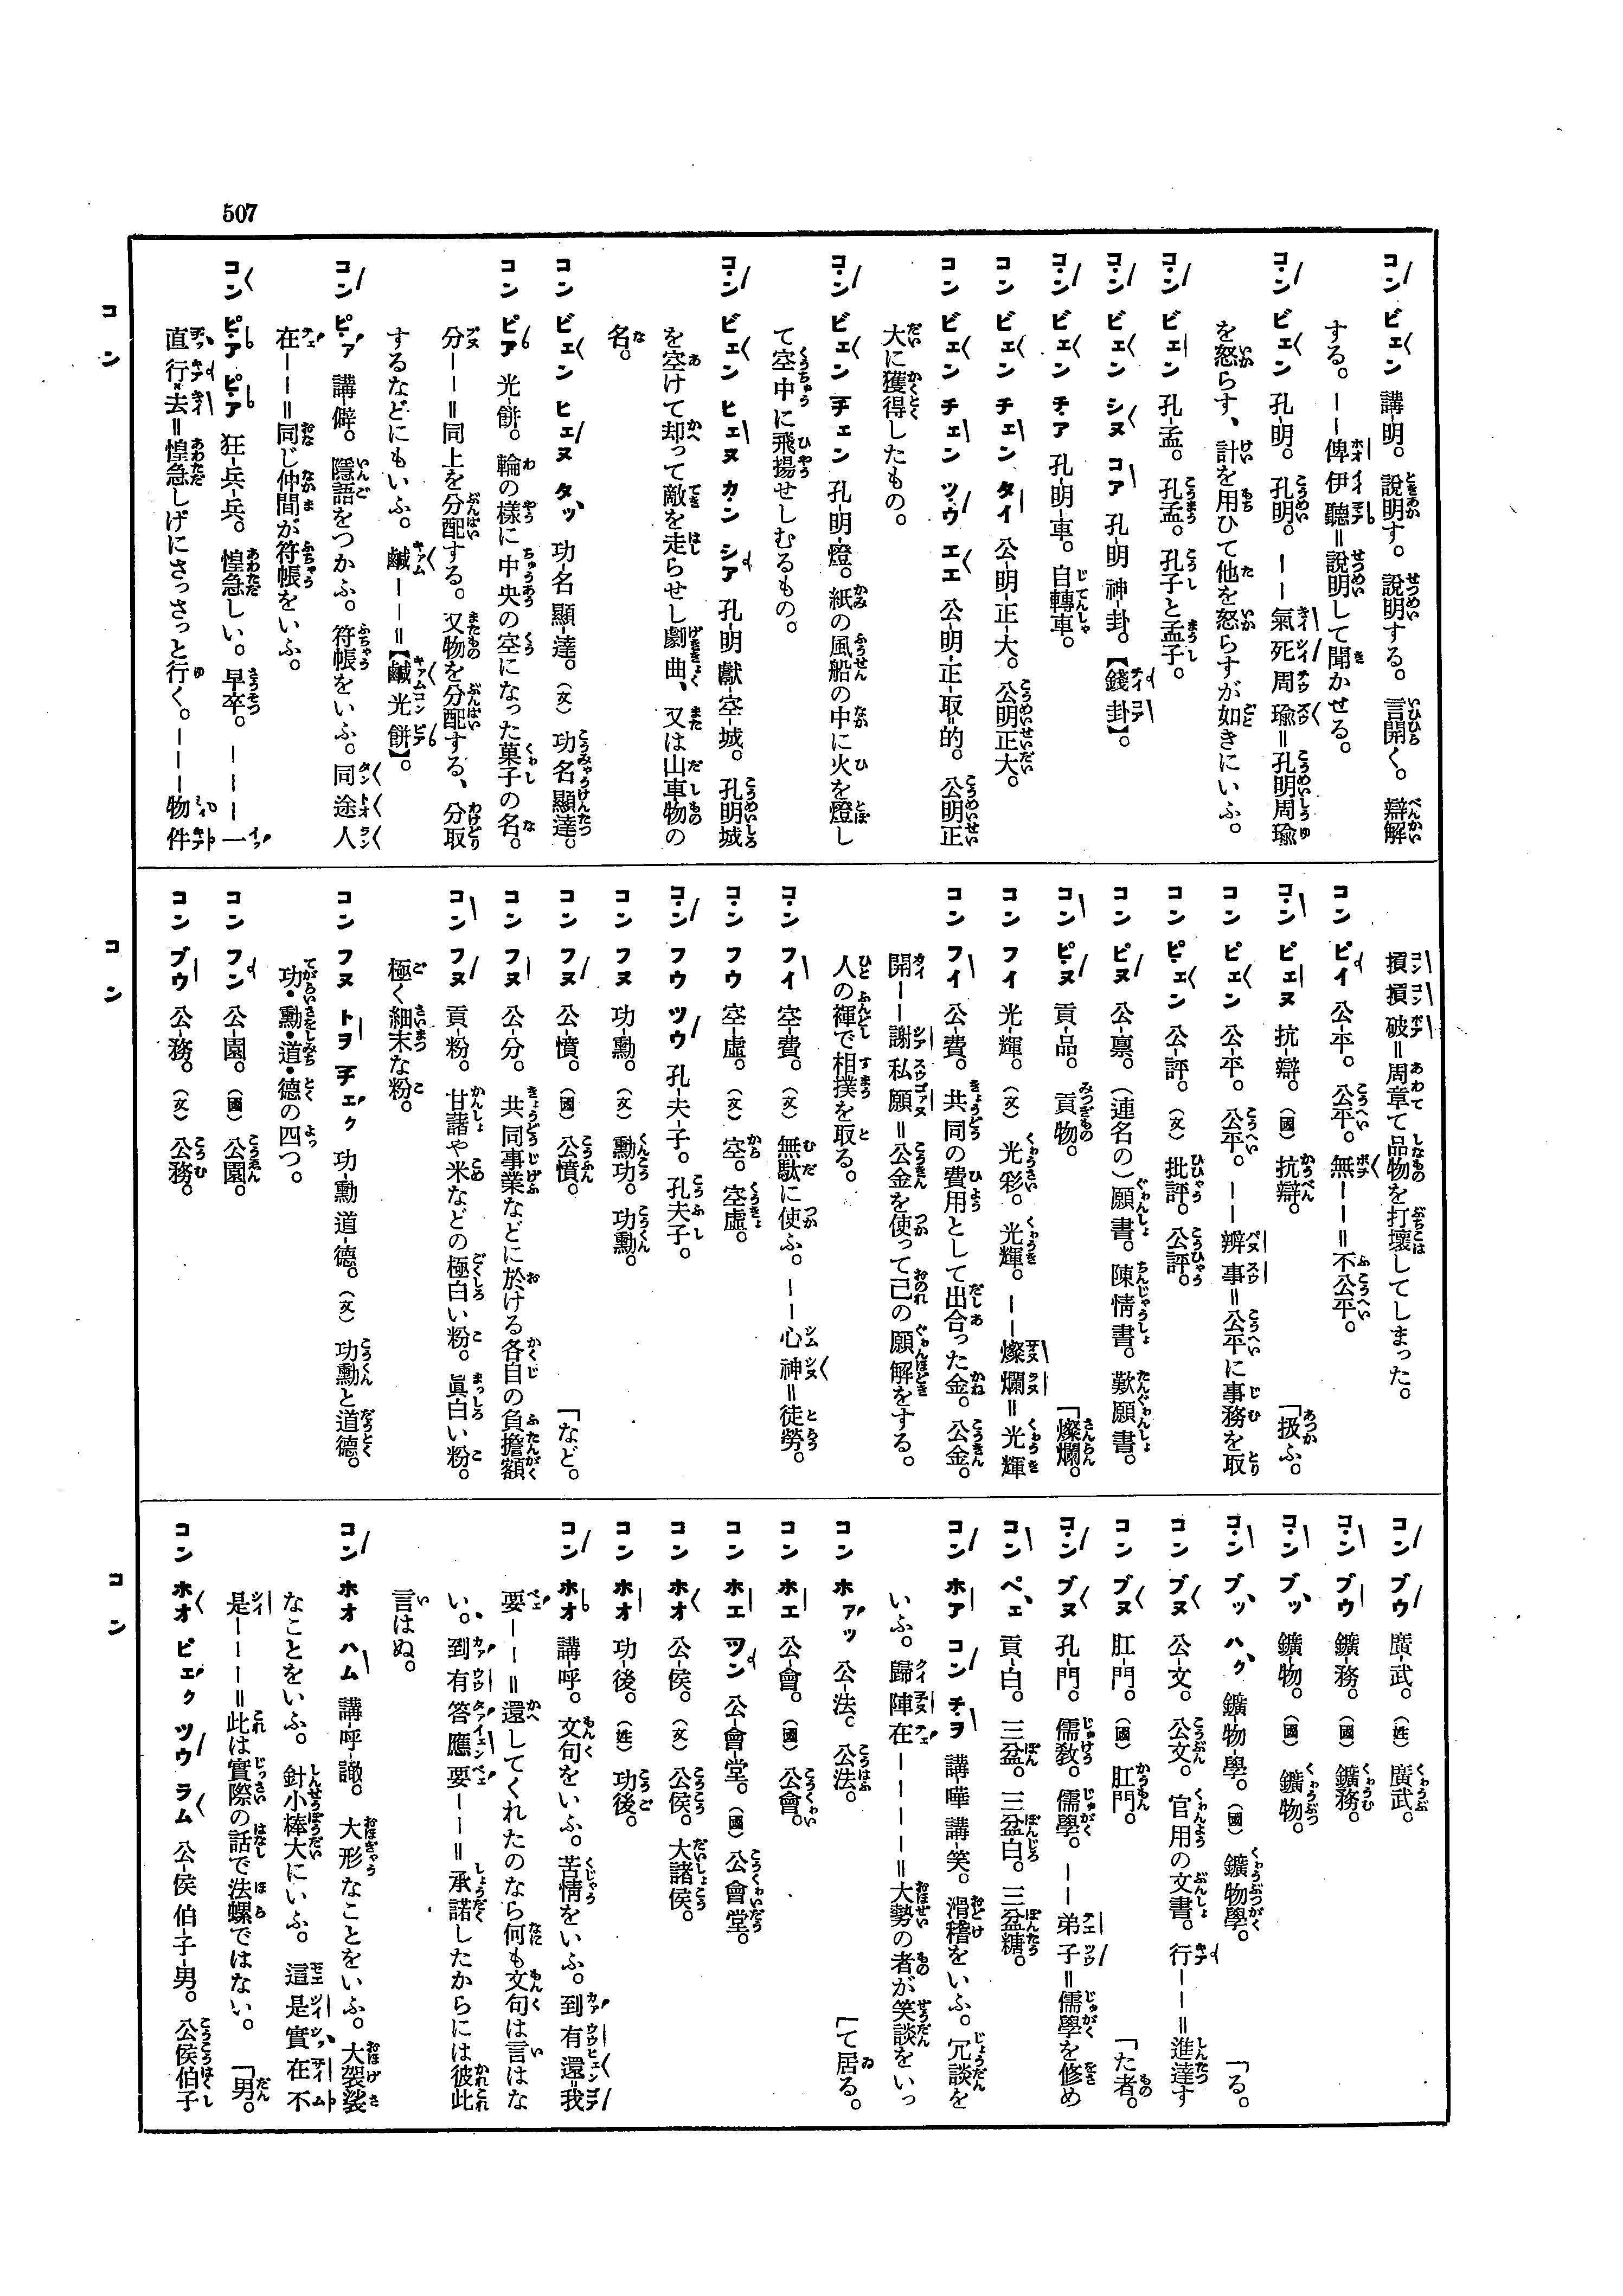 507
コン ビェン 講-明。說明す。說明する。言開く。辯解
する。――俾伊聽=說明して聞かせる。
コン ビェン 孔-明。孔明。――氣死周瑜=孔明周瑜
を怒らす、計を用ひて他を怒らすが如きにいふ。
コン ビェン 孔-孟。孔孟。孔子と孟子。
コン ビェン シヌ コア 孔-明 神-卦。【錢卦】。
コン ビェン チア 孔-明-車。自轉車。
コン ビェン チェン タイ 公-明-正-大。公明正大。
コン ビェン チェン ツウ エエ 公-明-正-取=的。公明正
大に獲得したもの。
コン ビェン チェン 孔-明-燈。紙の風船の中に火を燈し
て空中に飛揚せしむるもの。
コン ビェン ヒェヌ カン シア 孔-明 獻-空-城。孔明城
を空けて却って敵を走らせし劇曲、又は山車物の
名。
コン ビェン ヒェヌ タッ 功-名 顯-達。(文) 功名顯達。
コン ピア 光-餅。輪の樣に中央の空になった菓子の名。
分――=同上を分配する。又物を分配する、分取
するなどにもいふ。鹹――=【鹹光餅】。
コン ピァ 講-僻。隱語をつかふ。符帳をいふ。同途人
在――=同じ仲間が符帳をいふ。
コン ピア ピア 狂-兵-兵。惶急しい。早卒。―――一
直行=去=惶急しげにさっさっと行く。―――物件
損損破=周章て品物を打壞してしまった。
コン ピイ 公-平。公平。無――=不公平。
コン ピェヌ 抗-辯。(國) 抗辯。 「扱ふ。
コン ピェン 公-平。公平。――辨事=公平に事務を取
コン ピェン 公-評。(文) 批評。公評。
コン ピヌ 公-禀。(連名の)願書。陳情書。歎願書。
コン ピヌ 貢-品。貢物。 「燦爛。
コン フイ 光-輝。(文) 光彩。光輝。――燦爛=光輝
コン フイ 公-費。共同の費用として出合った金。公金。
開――謝私願=公金を使って己の願解をする。
人の褌で相撲を取る。
コン フイ 空-費。(文) 無駄に使ふ。――心神=徒勞。
コン フウ 空-虛。(文) 空。空虛。
コン フウ ツウ 孔-夫-子。孔夫子。
コン フヌ 功-勳。(文) 勳功。功勳。
コン フヌ 公-憤。(國) 公憤。 「など。
コン フヌ 公-分。共同事業などに於ける各自の負擔額
コン フヌ 貢-粉。甘諸や米などの極白い粉。眞白い粉。
極く細末な粉。
コン フヌ トヲ チェク 功-勳 道-德。(文) 功勳と道德。
功・勳・道・德の四つ。
コン フン 公-園。(國) 公園。
コン ブウ 公-務。(文) 公務。
コン ブウ 廣-武。(姓) 廣武。
コン ブウ 鑛-務。(國) 鑛務。
コン ブッ 鑛-物。(國) 鑛物。
コン ブッ ハク 鑛-物-學。(國) 鑛物學。 「る。
コン ブヌ 公-文。公文。官用の文書。行――=進達す
コン ブヌ 肛-門。(國) 肛門。 「た者。
コン ブヌ 孔-門。儒敎。儒學。――弟子=儒學を修め
コン ペェ 貢-白。三盆。三盆白。三盆糖。
コン ホア コン チヲ 講-嘩 講-笑。滑稽をいふ。冗談を
いふ。歸陣在――――=大勢の者が笑談をいっ
コン ホァッ 公-法。公法。 「て居る。
コン ホエ 公-會。(國) 公會。
コン ホエ ツン 公-會-堂。(國) 公會堂。
コン ホオ 公-侯。(文) 公侯。大諸侯。
コン ホオ 功-後。(姓) 功後。
コン ホオ 講-呼。文句をいふ。苦情をいふ。到有還=我
要――=還してくれたのなら何も文句は言はな
い。到有答應要――=承諾したからには彼此
言はぬ。
コン ホオ ハム 講-呼-譀。大形なことをいふ。大袈裟
なことをいふ。針小棒大にいふ。這是實在不
是―――=此は實際の話で法螺ではない。 「男。
コン ホオ ピェク ツウ ラム 公-侯 伯-子-男。公侯伯子
コン
コン
コン